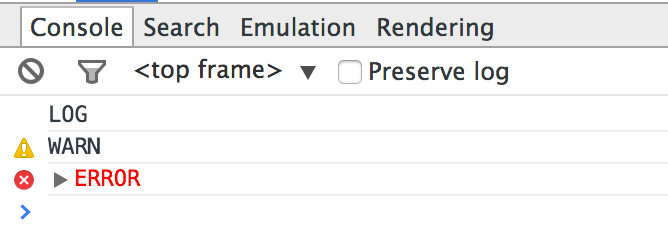 Console Search Emulation Rendering
<top frame> ▼ Preserve log
LOG
WARN
▶ ERROR
>